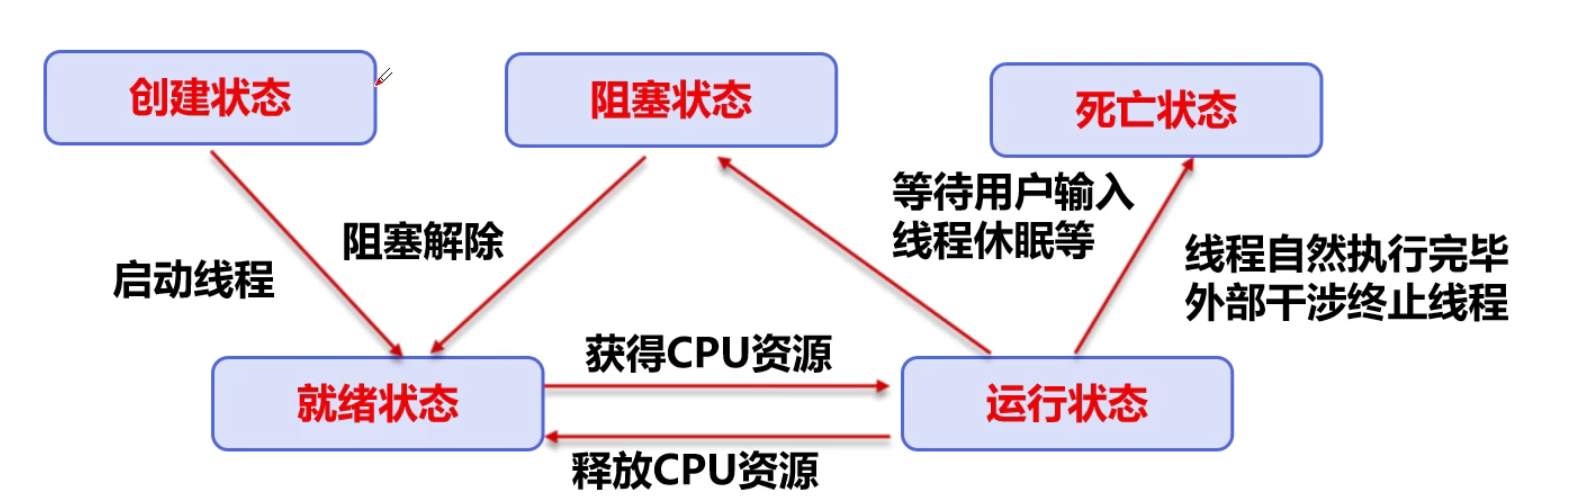 创建状态
阻塞状态
死亡状态
等待用户输入
线程休眠等
阻塞解除
启动线程
线程自然执行完毕
外部干涉终止线程
获得CPU资源
就绪状态
运行状态
释放CPU资源